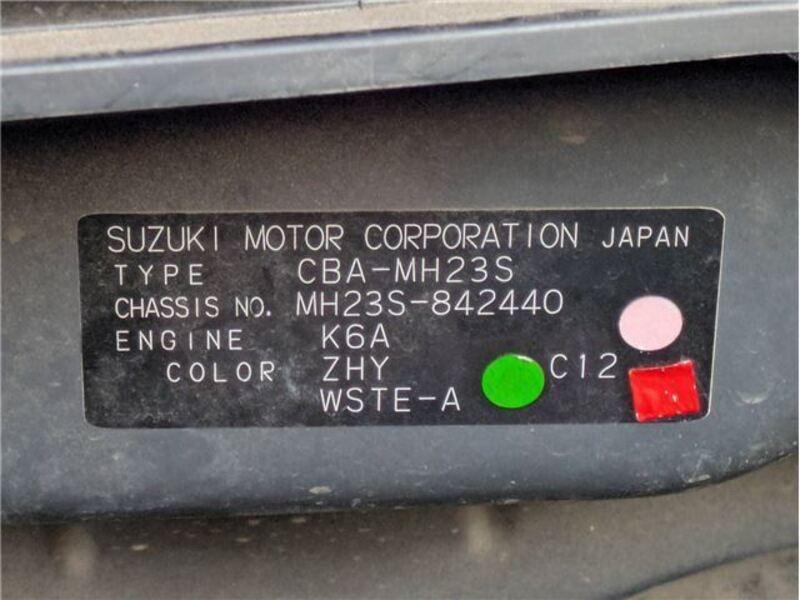 SUZUKI MOTOR CORPORATION JAPAN
TYPE CBA-MH23S
CHASSIS NO. MH23S-842440
ENGINE K6A
COLOR ZHY C12
WSTE-A